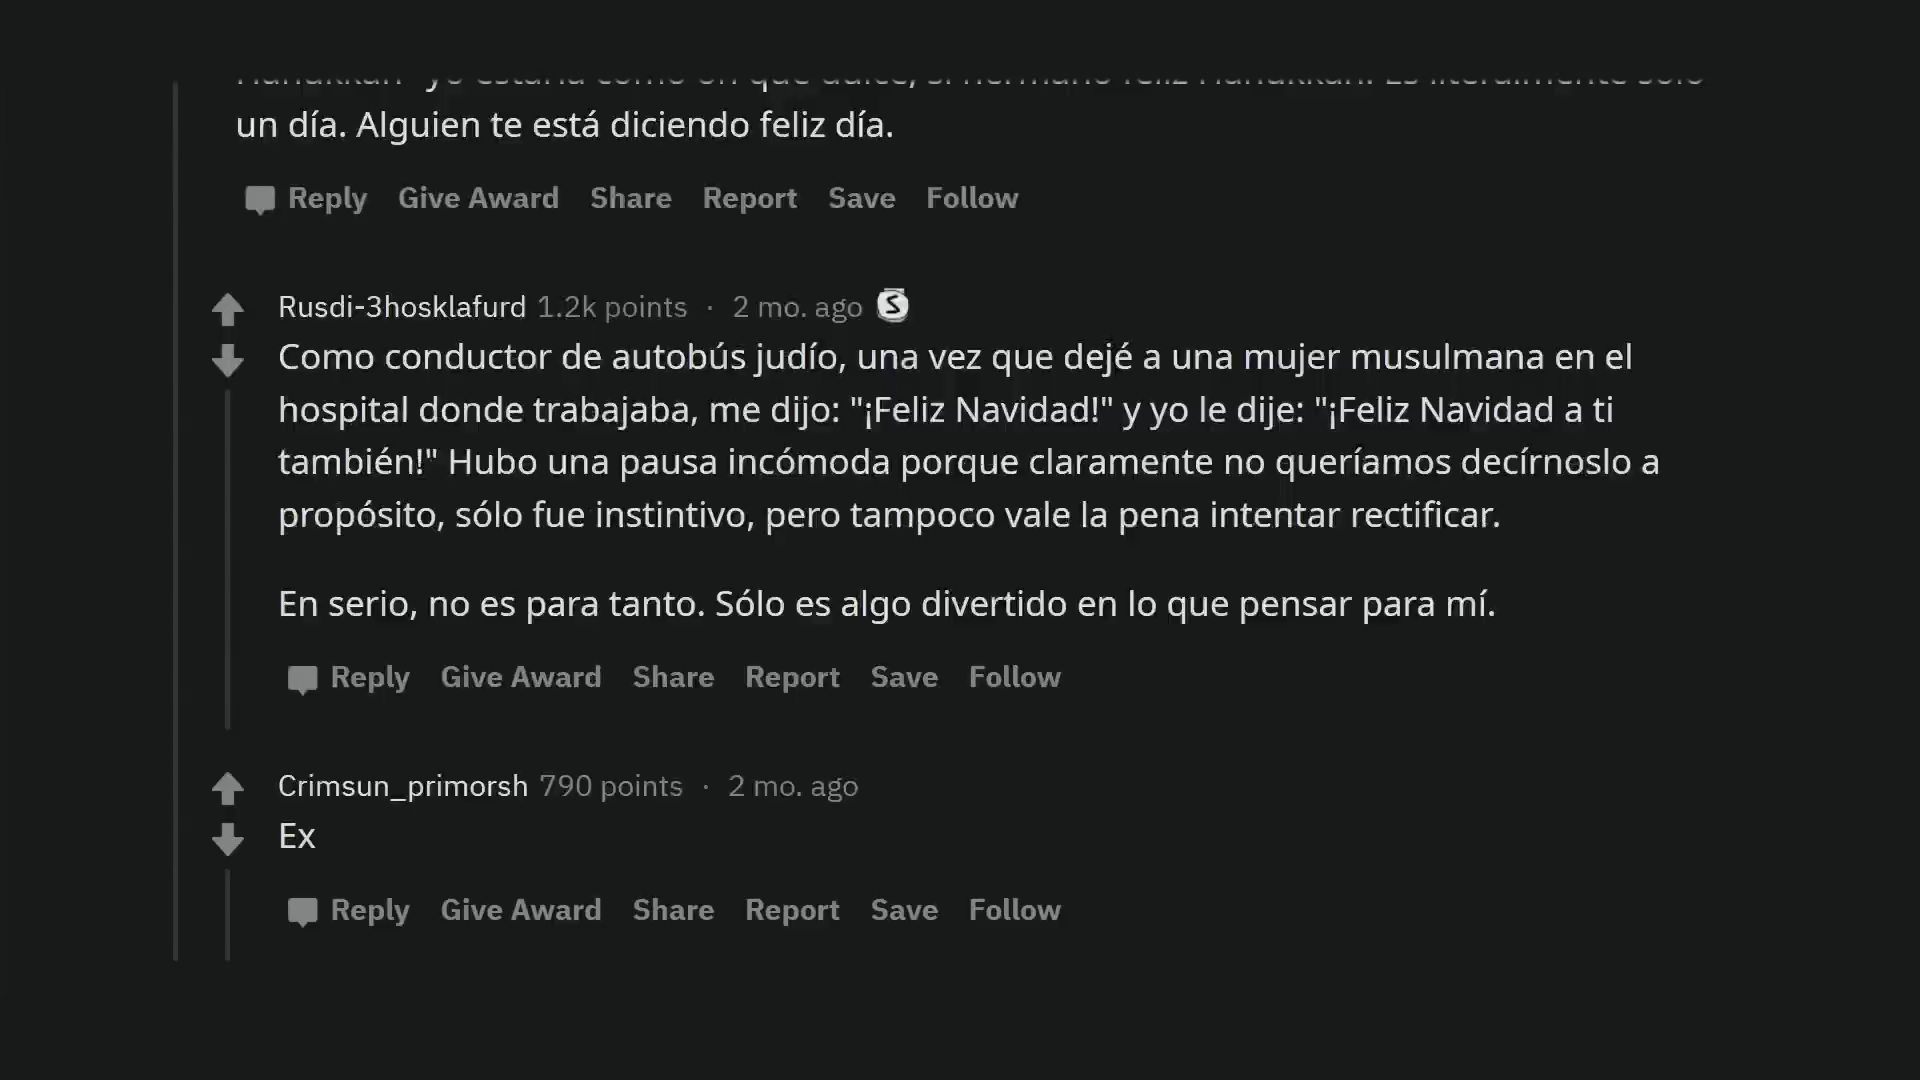 un día. Alguien te está diciendo feliz día.
Reply Give Award Share Report Save Follow
Rusdi-3hosklafurd 1.2k points · 2 mo. ago S
Como conductor de autobús judío, una vez que dejé a una mujer musulmana en el
hospital donde trabajaba, me dijo: "¡Feliz Navidad!" y yo le dije: "¡Feliz Navidad a ti
también!" Hubo una pausa incómoda porque claramente no queríamos decírnoslo a
propósito, sólo fue instintivo, pero tampoco vale la pena intentar rectificar.
En serio, no es para tanto. Sólo es algo divertido en lo que pensar para mí.
Reply Give Award Share Report Save Follow
Crimsun_primorsh 790 points · 2 mo. ago
Ex
Reply Give Award Share Report Save Follow